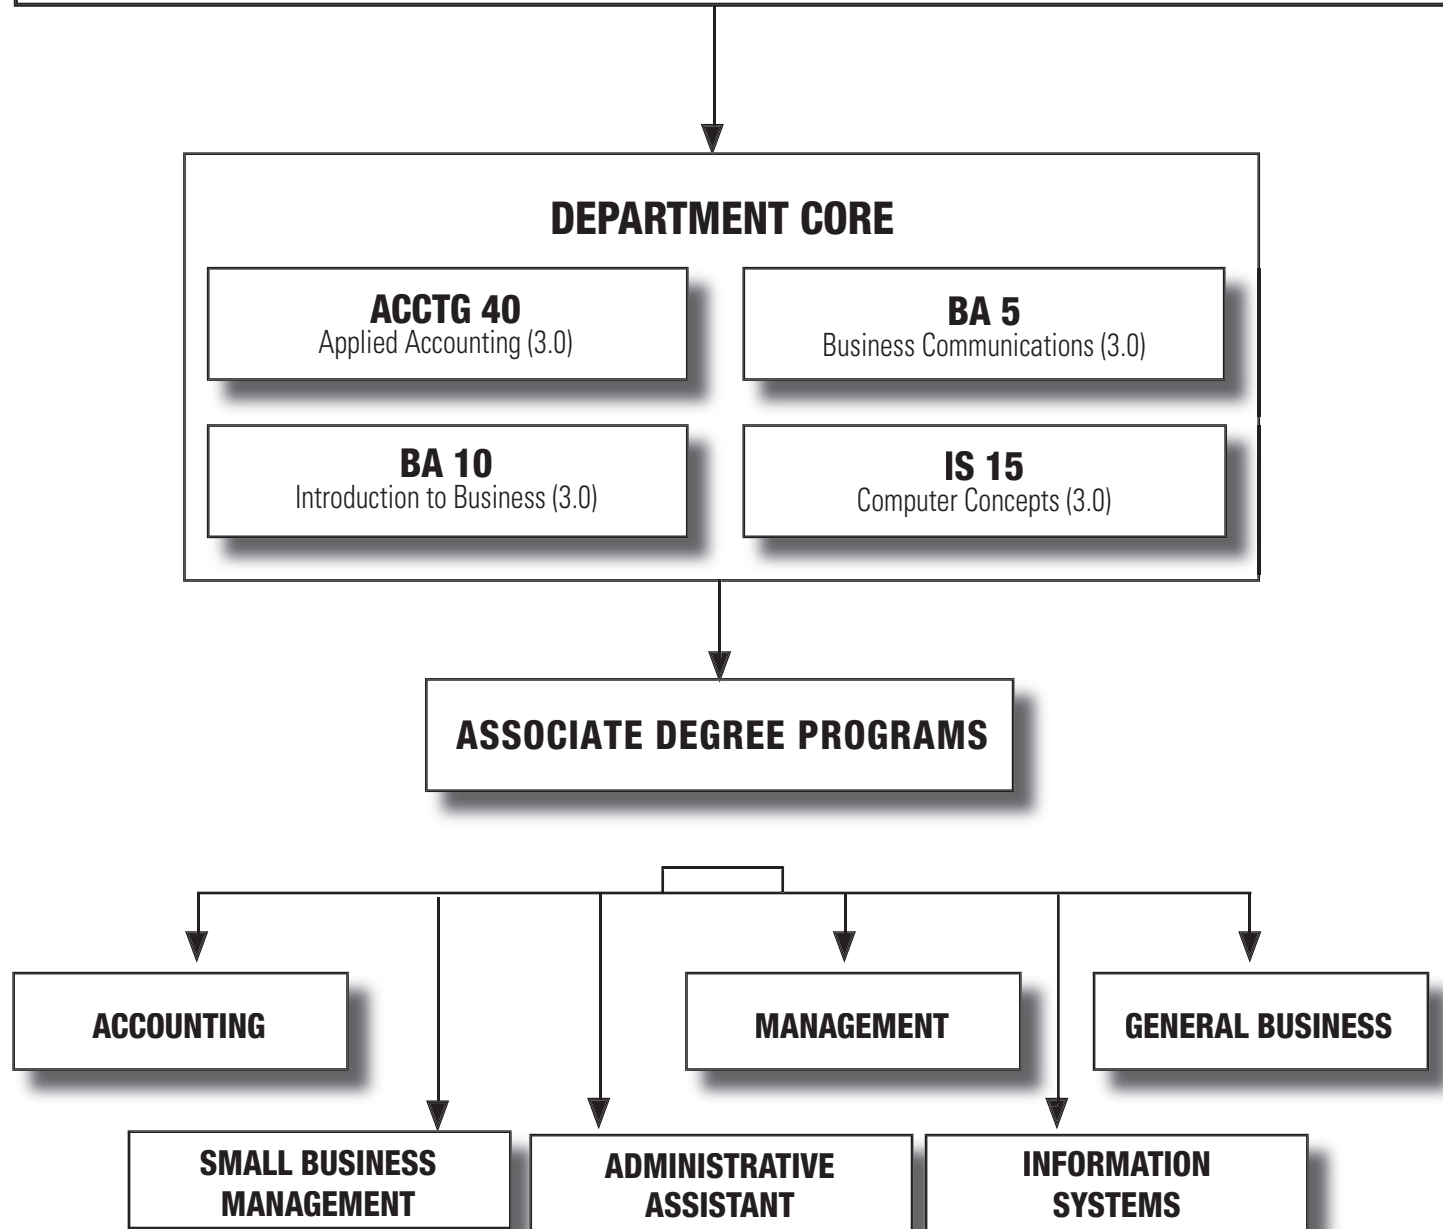 DEPARTMENT CORE
ACCTG 40
Applied Accounting (3.0)
BA 5
Business Communications (3.0)
BA 10
Introduction to Business (3.0)
IS 15
Computer Concepts (3.0)
ASSOCIATE DEGREE PROGRAMS
ACCOUNTING
MANAGEMENT
GENERAL BUSINESS
SMALL BUSINESS
MANAGEMENT
ADMINISTRATIVE
ASSISTANT
INFORMATION
SYSTEMS